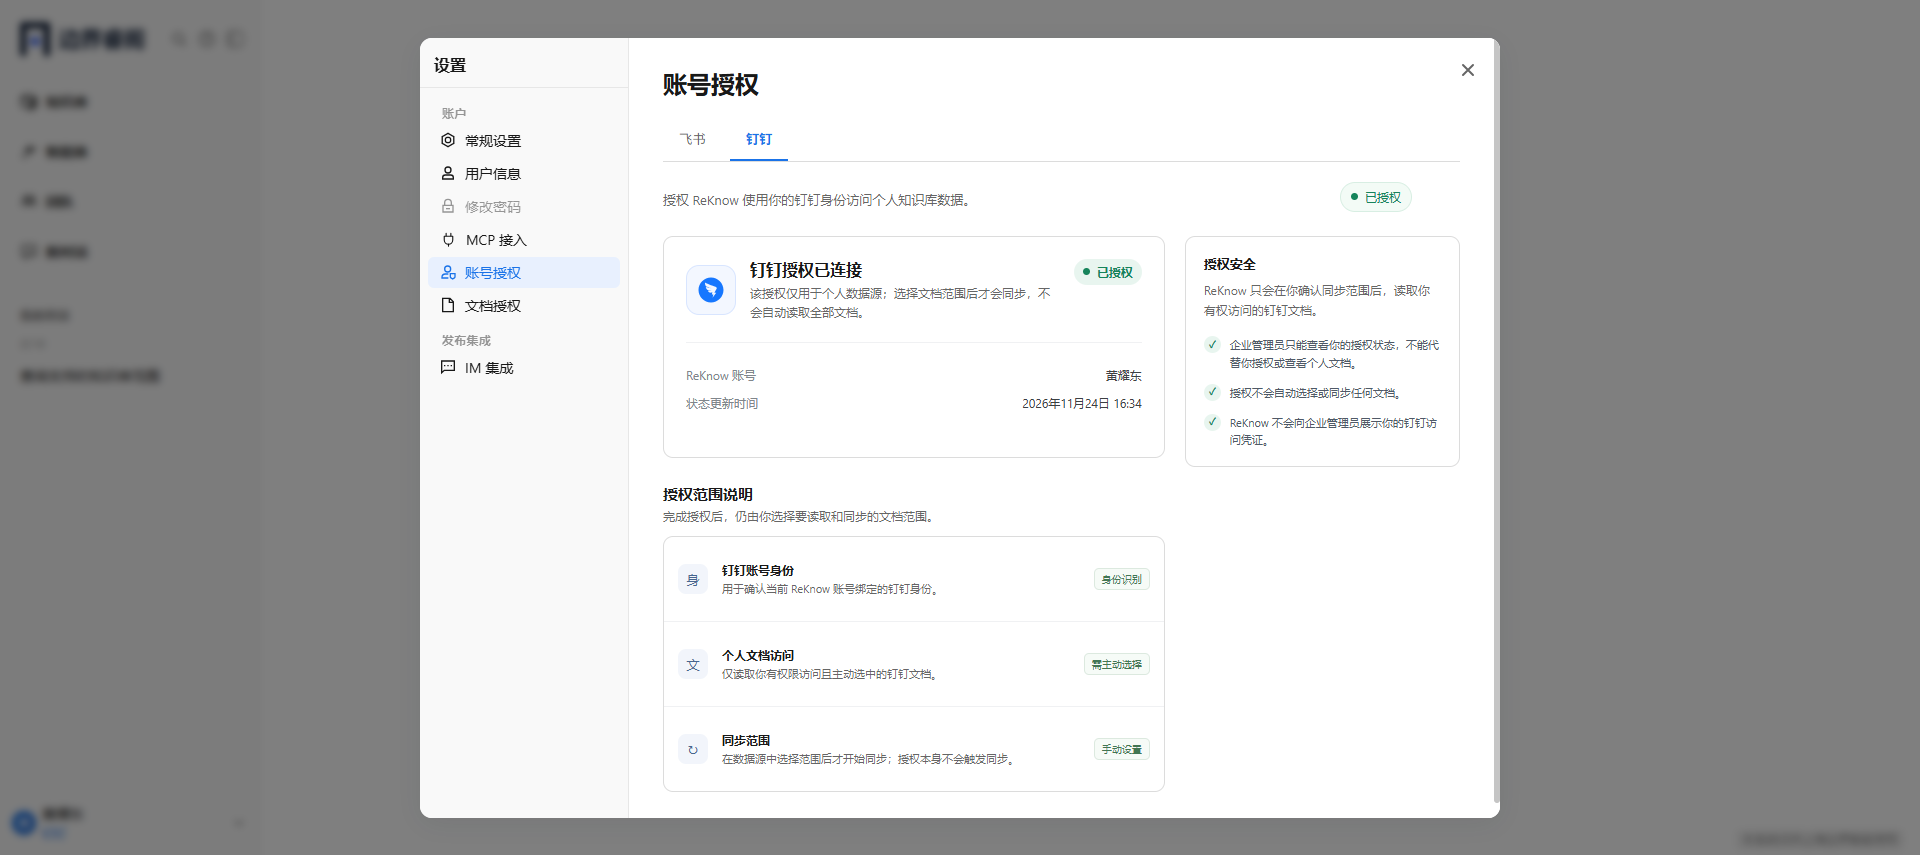 设置
账户
常规设置
用户信息
修改密码
MCP 接入
账号授权
文档授权
发布集成
IM 集成
账号授权
飞书
钉钉
授权 ReKnow 使用你的钉钉身份访问个人知识库数据。
已授权
钉钉授权已连接
已授权
该授权仅用于个人数据源；选择文档范围后才会同步，不
会自动读取全部文档。
ReKnow 账号
黄耀东
状态更新时间
2026年11月24日 16:34
授权安全
ReKnow 只会在你确认同步范围后，读取你
有权访问的钉钉文档。
企业管理员只能查看你的授权状态，不能代
替你授权或查看个人文档。
授权不会自动选择或同步任何文档。
ReKnow 不会向企业管理员展示你的钉钉访
问凭证。
授权范围说明
完成授权后，仍由你选择要读取和同步的文档范围。
身
钉钉账号身份
用于确认当前 ReKnow 账号绑定的钉钉身份。
身份识别
文
个人文档访问
仅读取你有权限访问且主动选中的钉钉文档。
需主动选择
同步范围
在数据源中选择范围后才开始同步；授权本身不会触发同步。
手动设置